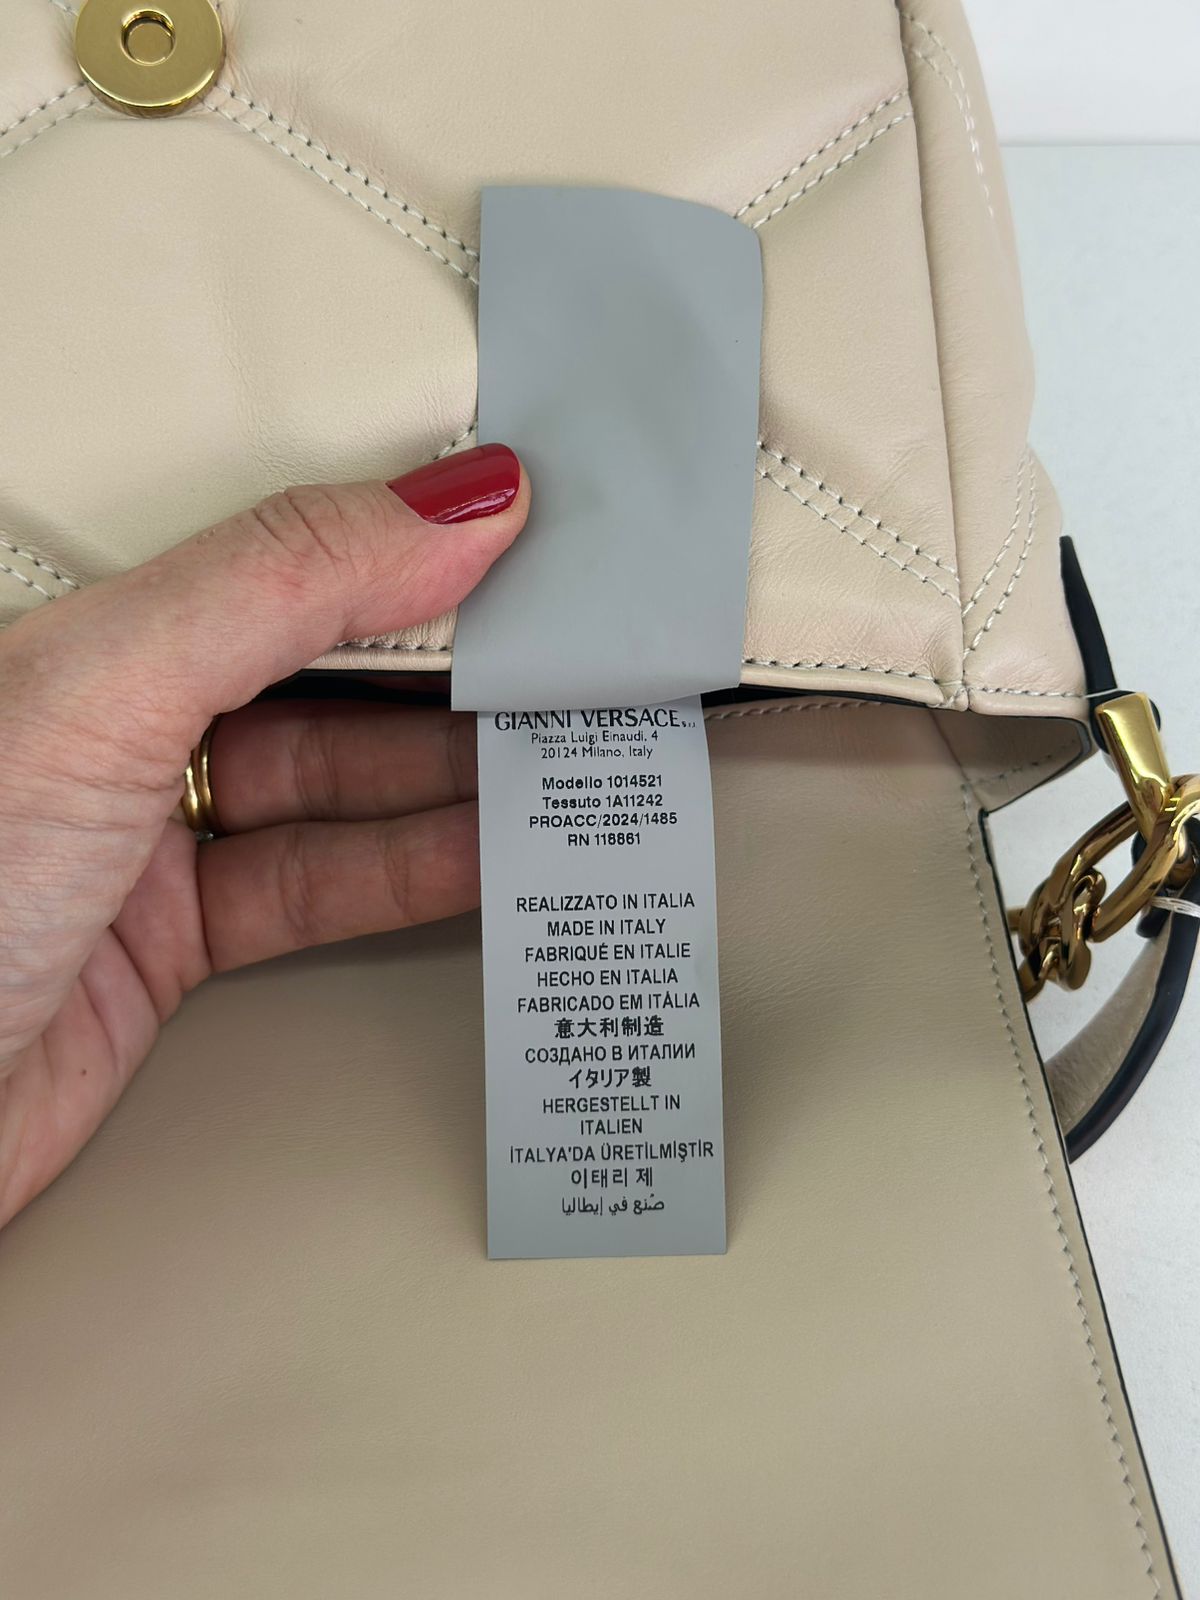 GIANNI VERSACE S.r.l.
Piazza Luigi Einaudi, 4
20124 Milano, Italy
Modello 1014521
Tessuto 1A11242
PROACC/2024/1485
RN 118861
REALIZZATO IN ITALIA
MADE IN ITALY
FABRIQUÉ EN ITALIE
HECHO EN ITALIA
FABRICADO EM ITÁLIA
意大利制造
СОЗДАНО В ИТАЛИИ
イタリア製
HERGESTELLT IN
ITALIEN
İTALYA'DA ÜRETİLMİŞTİR
이태리 제
صُنع في إيطاليا